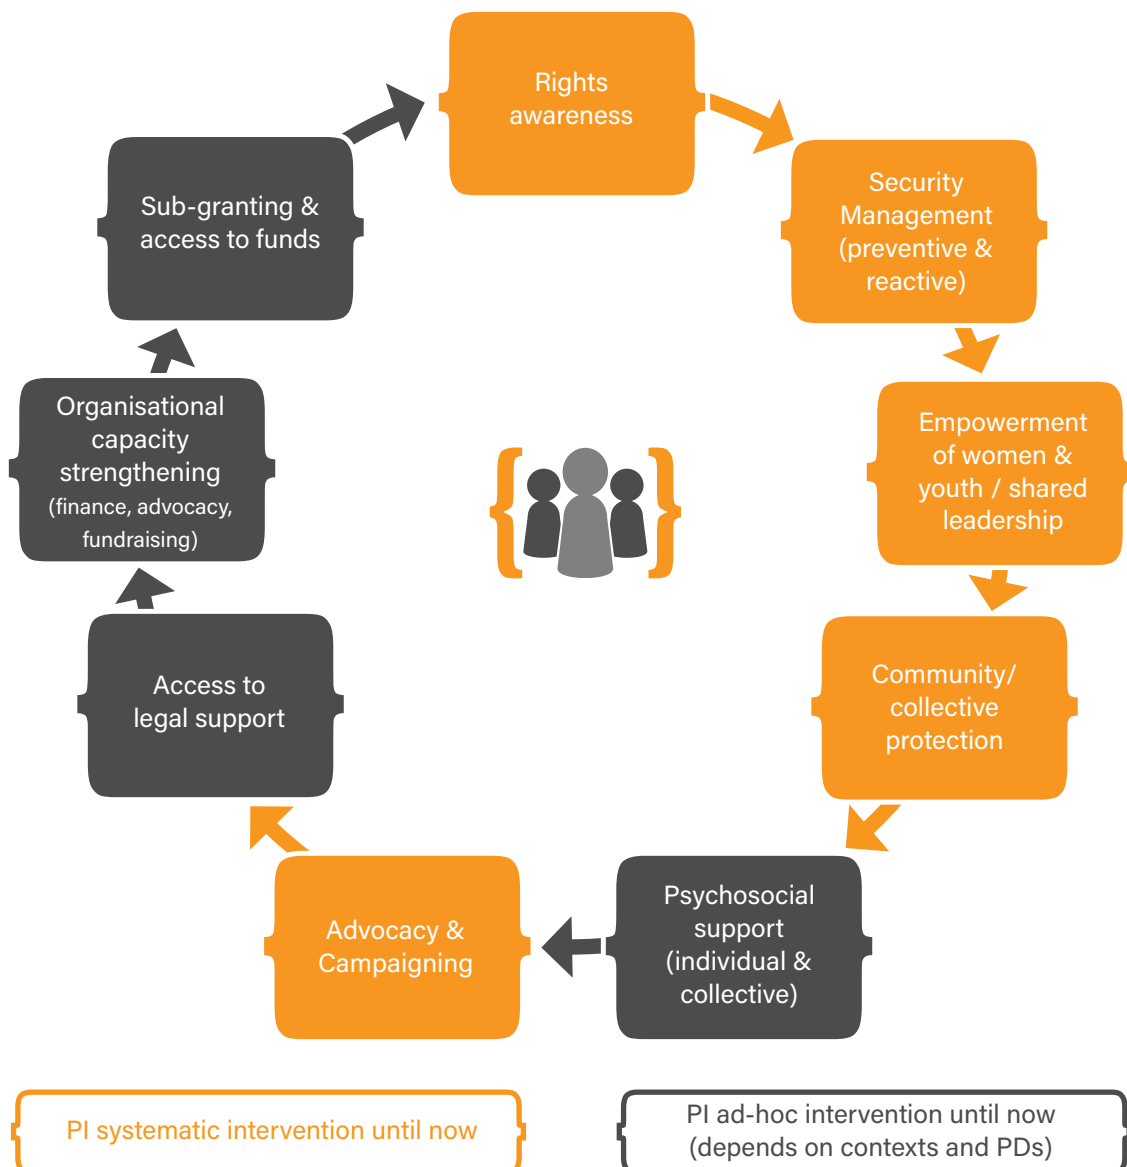 Rights
awareness
Security
Management
(preventive &
reactive)
Empowerment
of women &
youth / shared
leadership
Community/
collective
protection
Psychosocial
support
(individual &
collective)
Advocacy &
Campaigning
Access to
legal support
Organisational
capacity
strengthening
(finance, advocacy,
fundraising)
Sub-granting &
access to funds
PI systematic intervention until now
PI ad-hoc intervention until now
(depends on contexts and PDs)